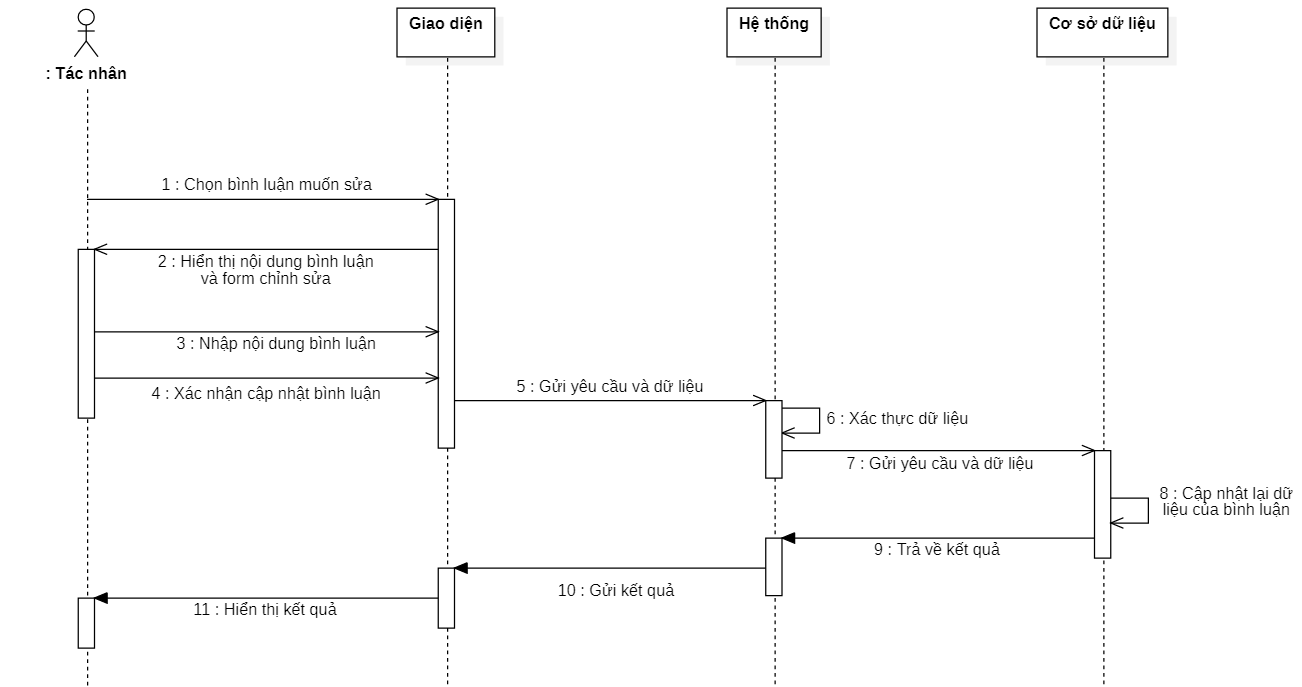 : Tác nhân
Giao diện
Hệ thống
Cơ sở dữ liệu
1 : Chọn bình luận muốn sửa
2 : Hiển thị nội dung bình luận
và form chỉnh sửa
3 : Nhập nội dung bình luận
4 : Xác nhận cập nhật bình luận
5 : Gửi yêu cầu và dữ liệu
6 : Xác thực dữ liệu
7 : Gửi yêu cầu và dữ liệu
8 : Cập nhật lại dữ
liệu của bình luận
9 : Trả về kết quả
10 : Gửi kết quả
11 : Hiển thị kết quả